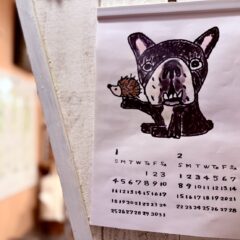 1
S M T W Th F S
1 2 3
4 5 6 7 8 9 10
11 12 13 14 15 16 17
18 19 20 21 22 23 24
25 26 27 28 29 30 31
2
S M T W Th F S
1 2 3 4 5 6 7
8 9 10 11 12 13 14
15 16 17 18 19 20 21
22 23 24 25 26 27 28